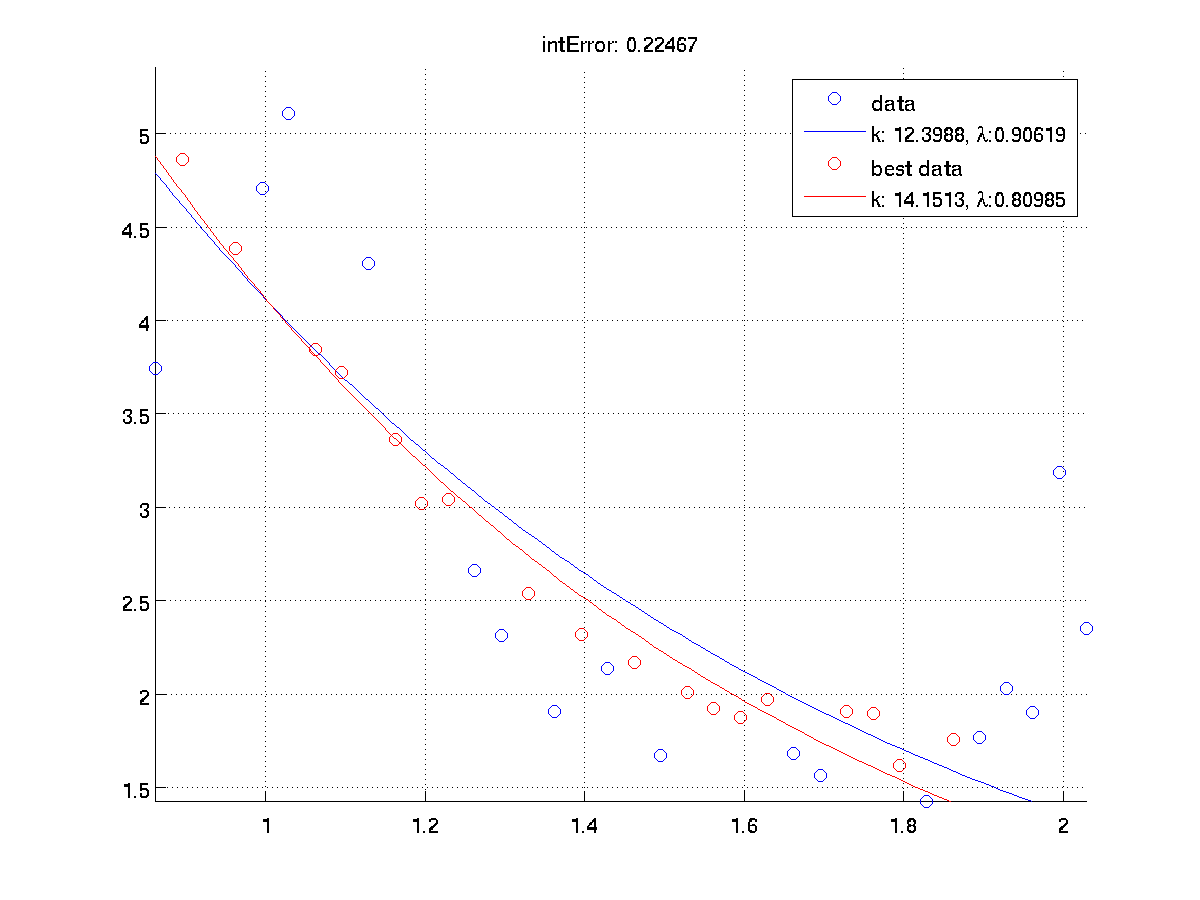 intError: 0.22467
data
k: 12.3988, λ:0.90619
best data
k: 14.1513, λ:0.80985
5
4.5
4
3.5
3
2.5
2
1.5
1 1.2 1.4 1.6 1.8 2